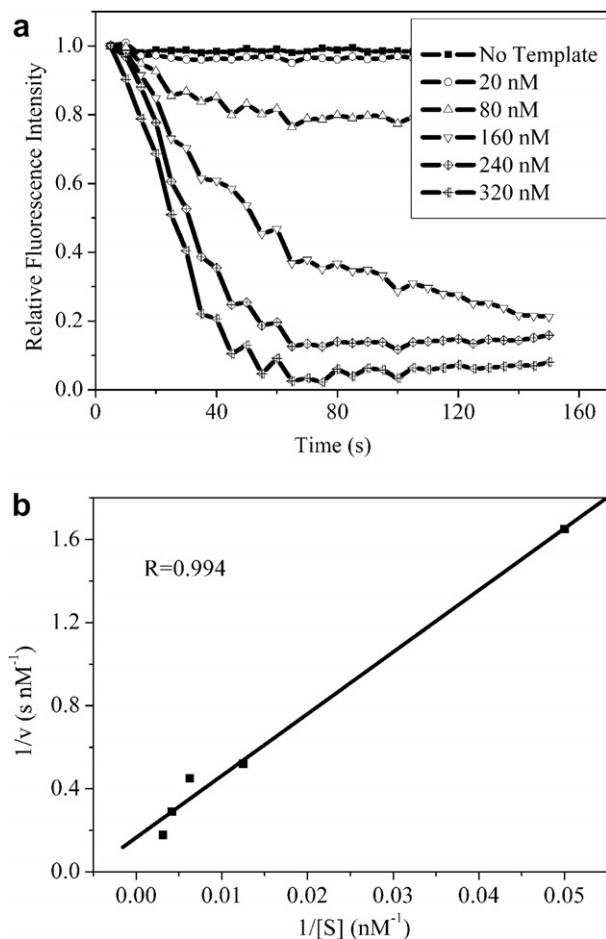 a
1.0
0.8
0.6
0.4
0.2
0.0
Relative Fluorescence Intensity
No Template
20 nM
80 nM
160 nM
240 nM
320 nM
0 40 80 120 160
Time (s)
b
R=0.994
1.6
1.2
0.8
0.4
0.0
1/v (s nM⁻¹)
0.00 0.01 0.02 0.03 0.04 0.05
1/[S] (nM⁻¹)